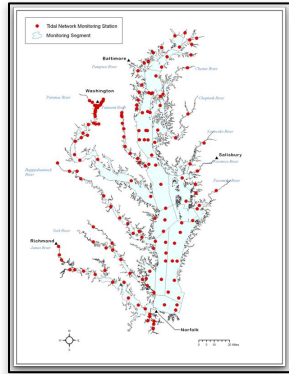 Tidal Network Monitoring Station
Monitoring Segment
Baltimore
Patapsco River
Chester River
Washington
Potomac River
Patuxent River
Choptank River
Nanticoke River
Salisbury
Rappahannock
River
York River
Richmond
James River
Norfolk